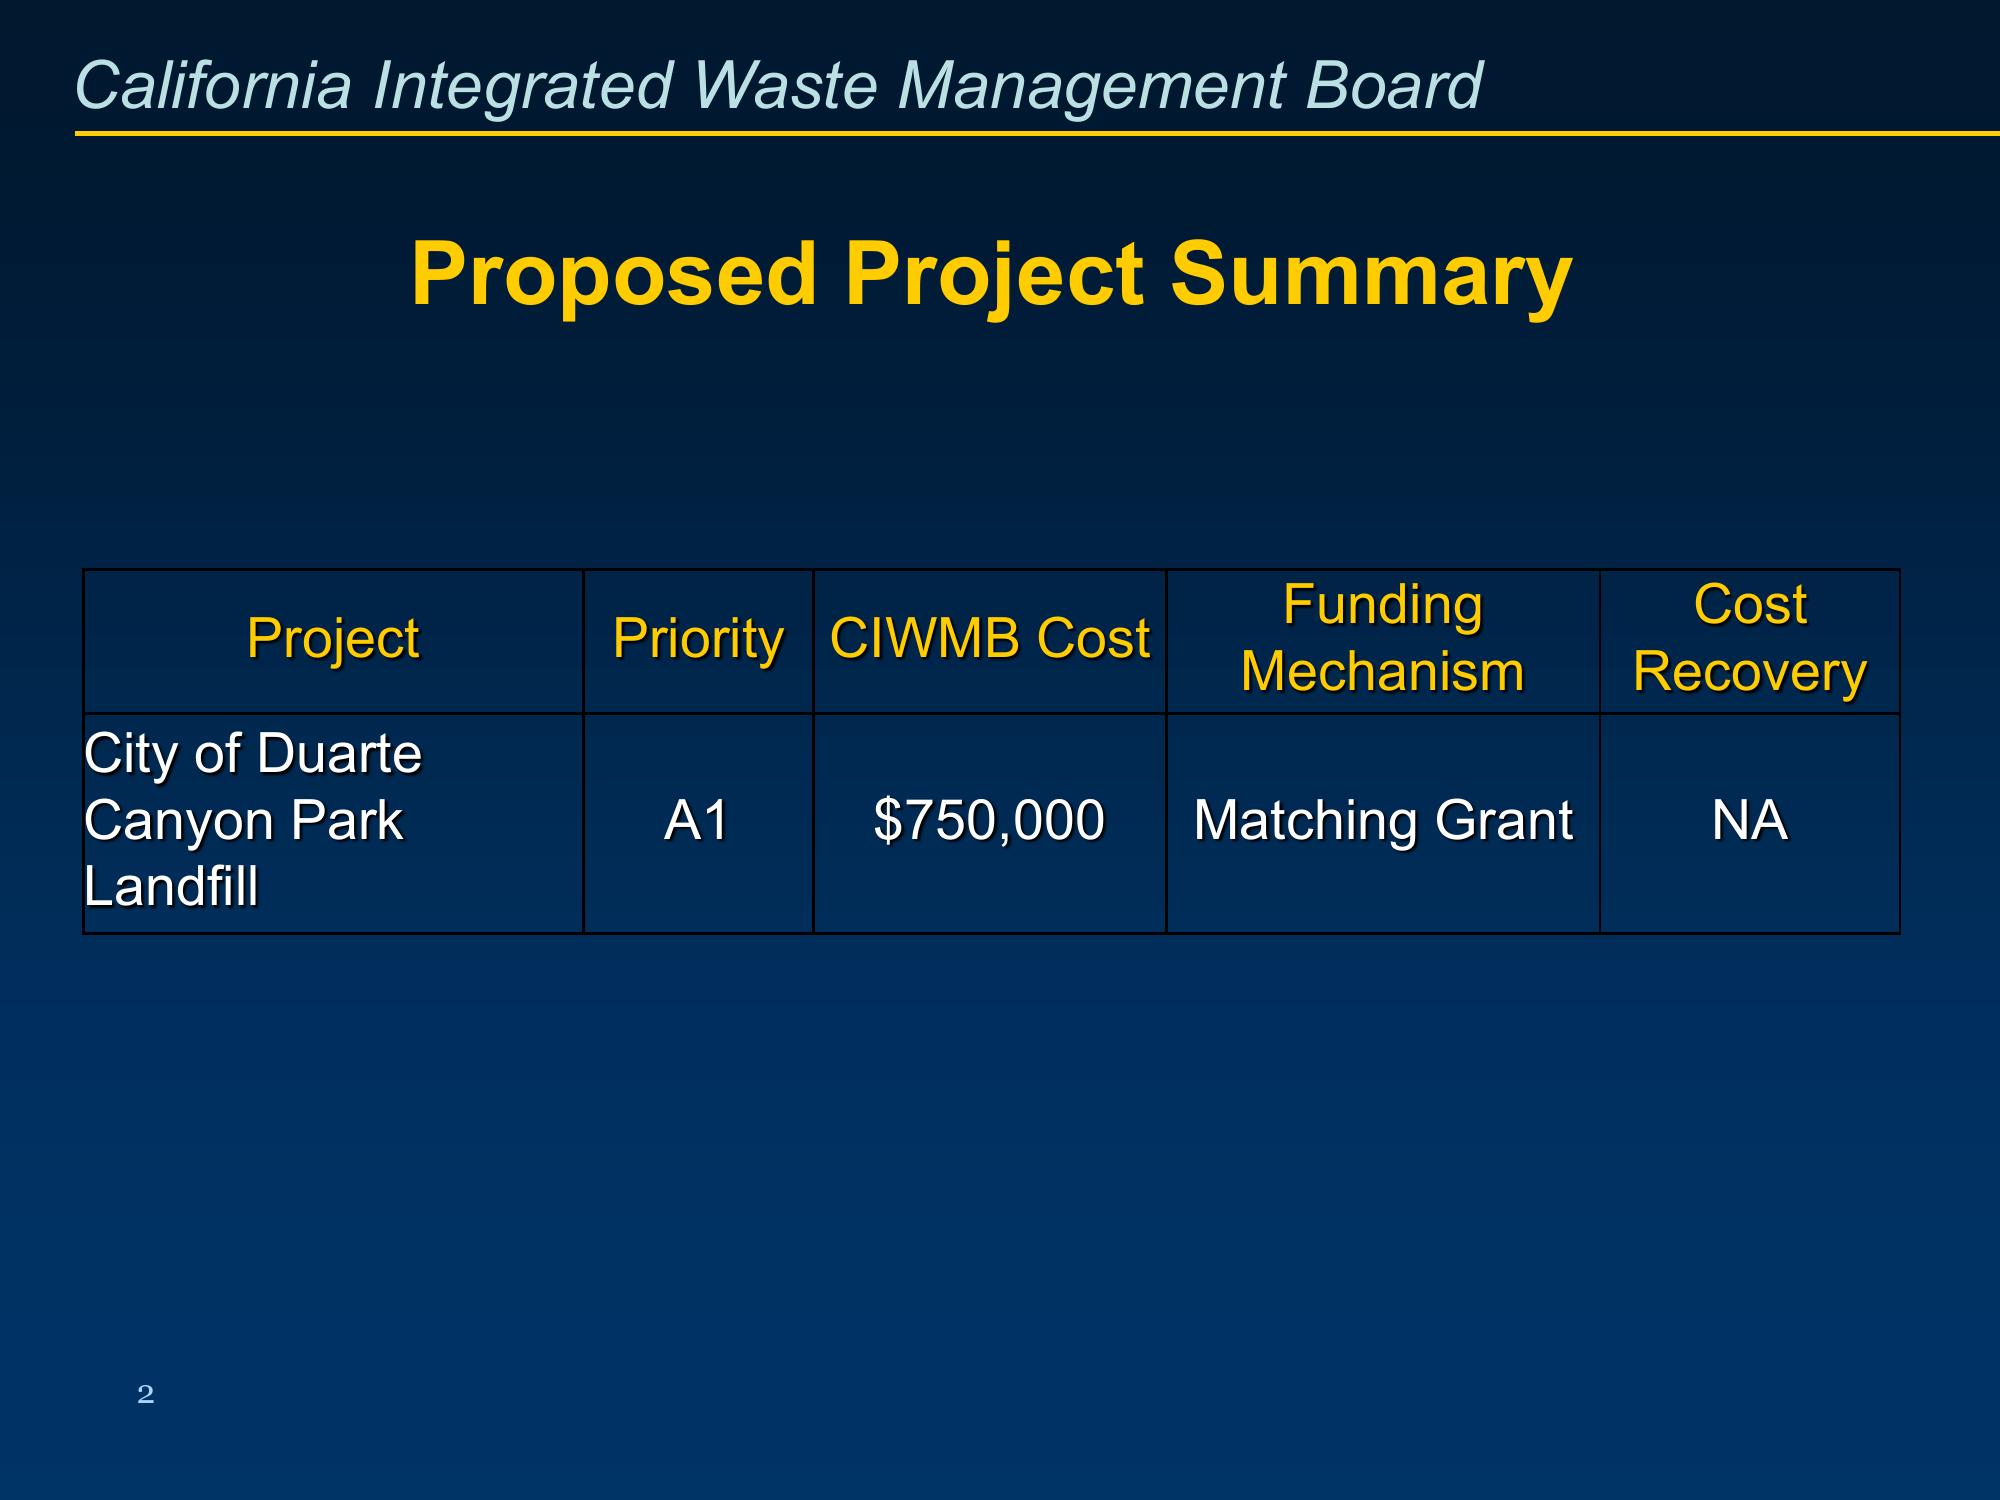 California Integrated Waste Management Board
Proposed Project Summary
Project
Priority
CIWMB Cost
Funding
Mechanism
Cost
Recovery
City of Duarte
Canyon Park
Landfill
A1
$750,000
Matching Grant
NA
2